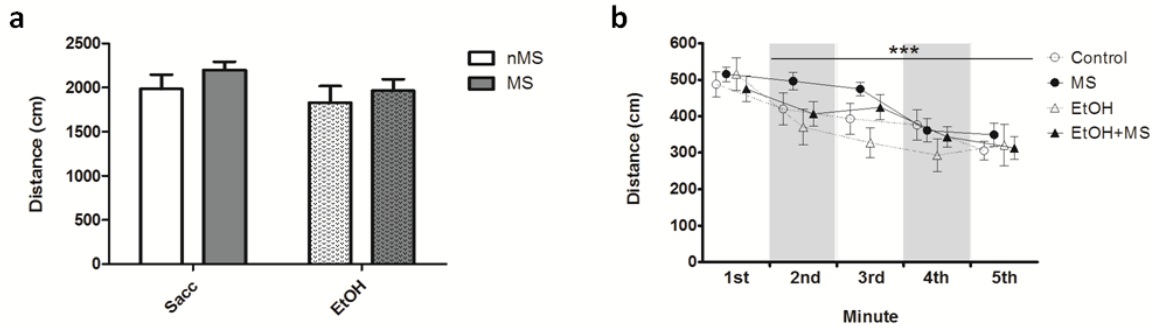 a
2500
2000
1500
1000
500
0
Distance (cm)
Sacc
EtOH
nMS
MS
b
600
500
400
300
200
0
Distance (cm)
***
1st 2nd 3rd 4th 5th
Minute
Control
MS
EtOH
EtOH+MS